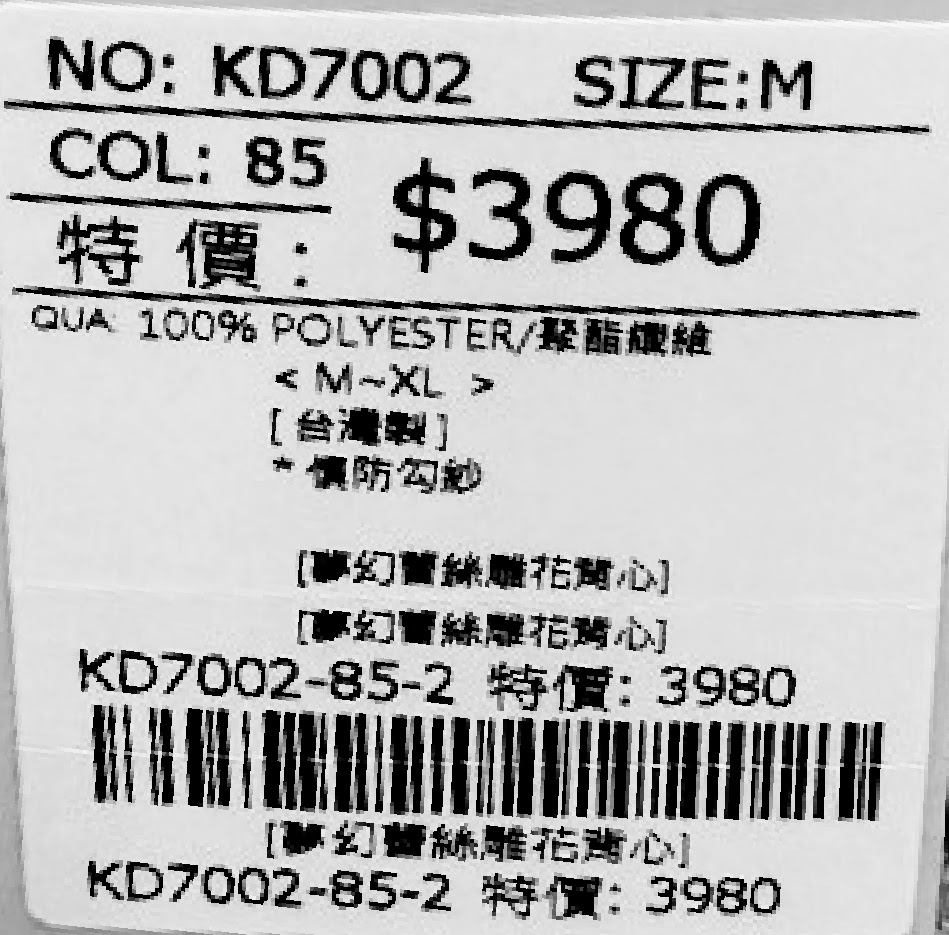 NO: KD7002 SIZE:M
COL: 85 $3980
特價:
QUA: 100% POLYESTER/聚酯纖維
< M~XL >
[台灣製]
*慎防勾紗
[夢幻蕾絲雕花背心]
[夢幻蕾絲雕花背心]
KD7002-85-2 特價: 3980
[夢幻蕾絲雕花背心]
KD7002-85-2 特價: 3980